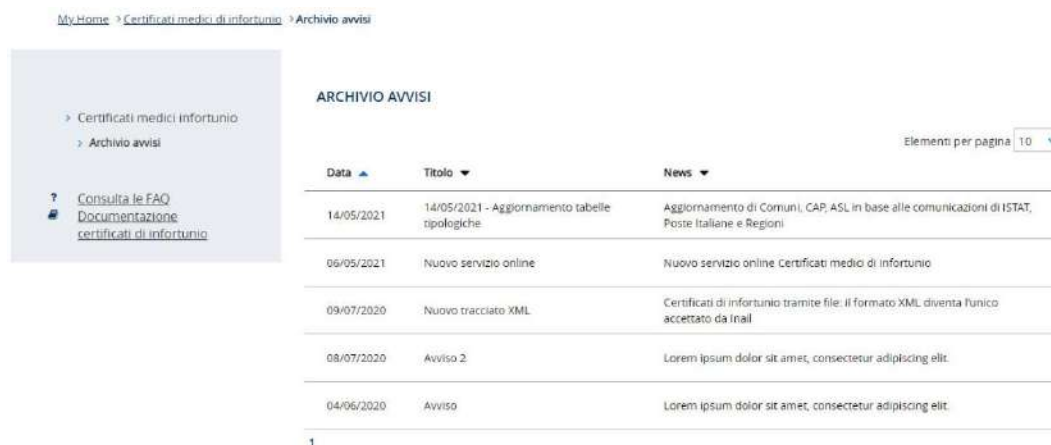 My Home > Certificati medici di infortunio > Archivio avvisi
> Certificati medici infortunio
> Archivio avvisi
? Consulta le FAQ
Documentazione
certificati di infortunio
ARCHIVIO AVVISI
Elementi per pagina 10
Data Titolo News
14/05/2021 14/05/2021 - Aggiornamento tabelle Aggiornamento di Comuni, CAP, ASL in base alle comunicazioni di ISTAT,
tipologiche Poste Italiane e Regioni
06/05/2021 Nuovo servizio online Nuovo servizio online Certificati medici di infortunio
09/07/2020 Nuovo tracciato XML Certificati di infortunio tramite file: il formato XML diventa l'unico
accettato da Inail
08/07/2020 Avviso 2 Lorem ipsum dolor sit amet, consectetur adipiscing elit.
04/06/2020 Avviso Lorem ipsum dolor sit amet, consectetur adipiscing elit.
1